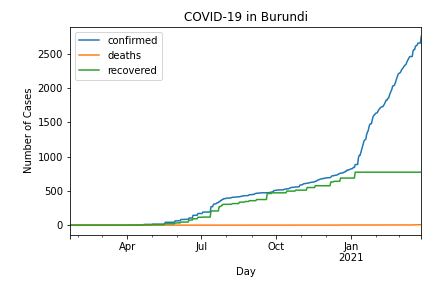 COVID-19 in Burundi
confirmed
deaths
recovered
Number of Cases
2500
2000
1500
1000
500
0
Apr
Jul
Oct
Jan
2021
Day